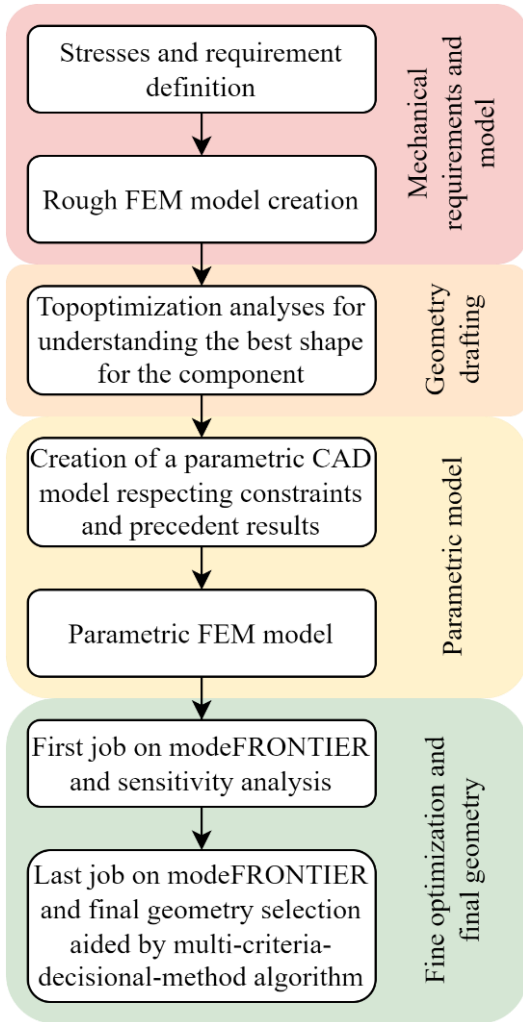 Stresses and requirement
definition
Rough FEM model creation
Mechanical
requirements and
model
Topoptimization analyses for
understanding the best shape
for the component
Geometry
drafting
Creation of a parametric CAD
model respecting constraints
and precedent results
Parametric FEM model
Parametric model
First job on modeFRONTIER
and sensitivity analysis
Last job on modeFRONTIER
and final geometry selection
aided by multi-criteria-
decisional-method algorithm
Fine optimization and
final geometry